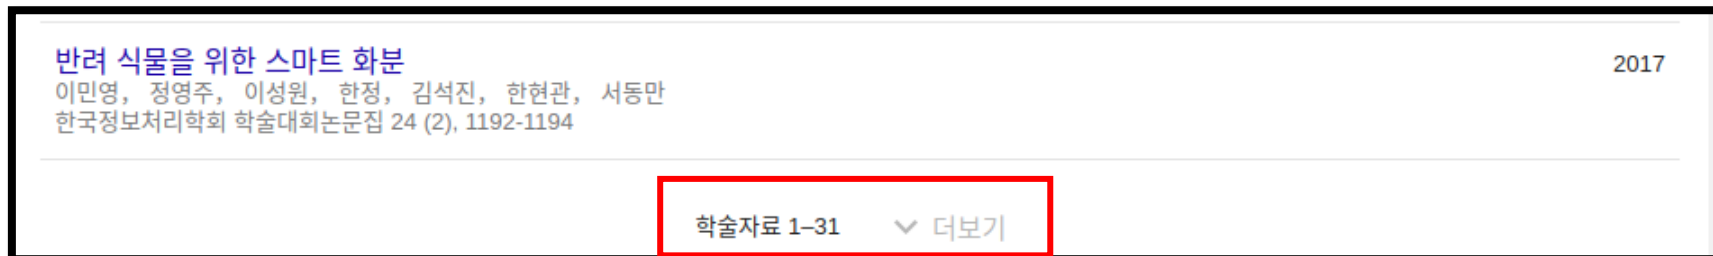 반려 식물을 위한 스마트 화분 2017
이민영, 정영주, 이성원, 한정, 김석진, 한현관, 서동만
한국정보처리학회 학술대회논문집 24 (2), 1192-1194
학술자료 1–31 더보기